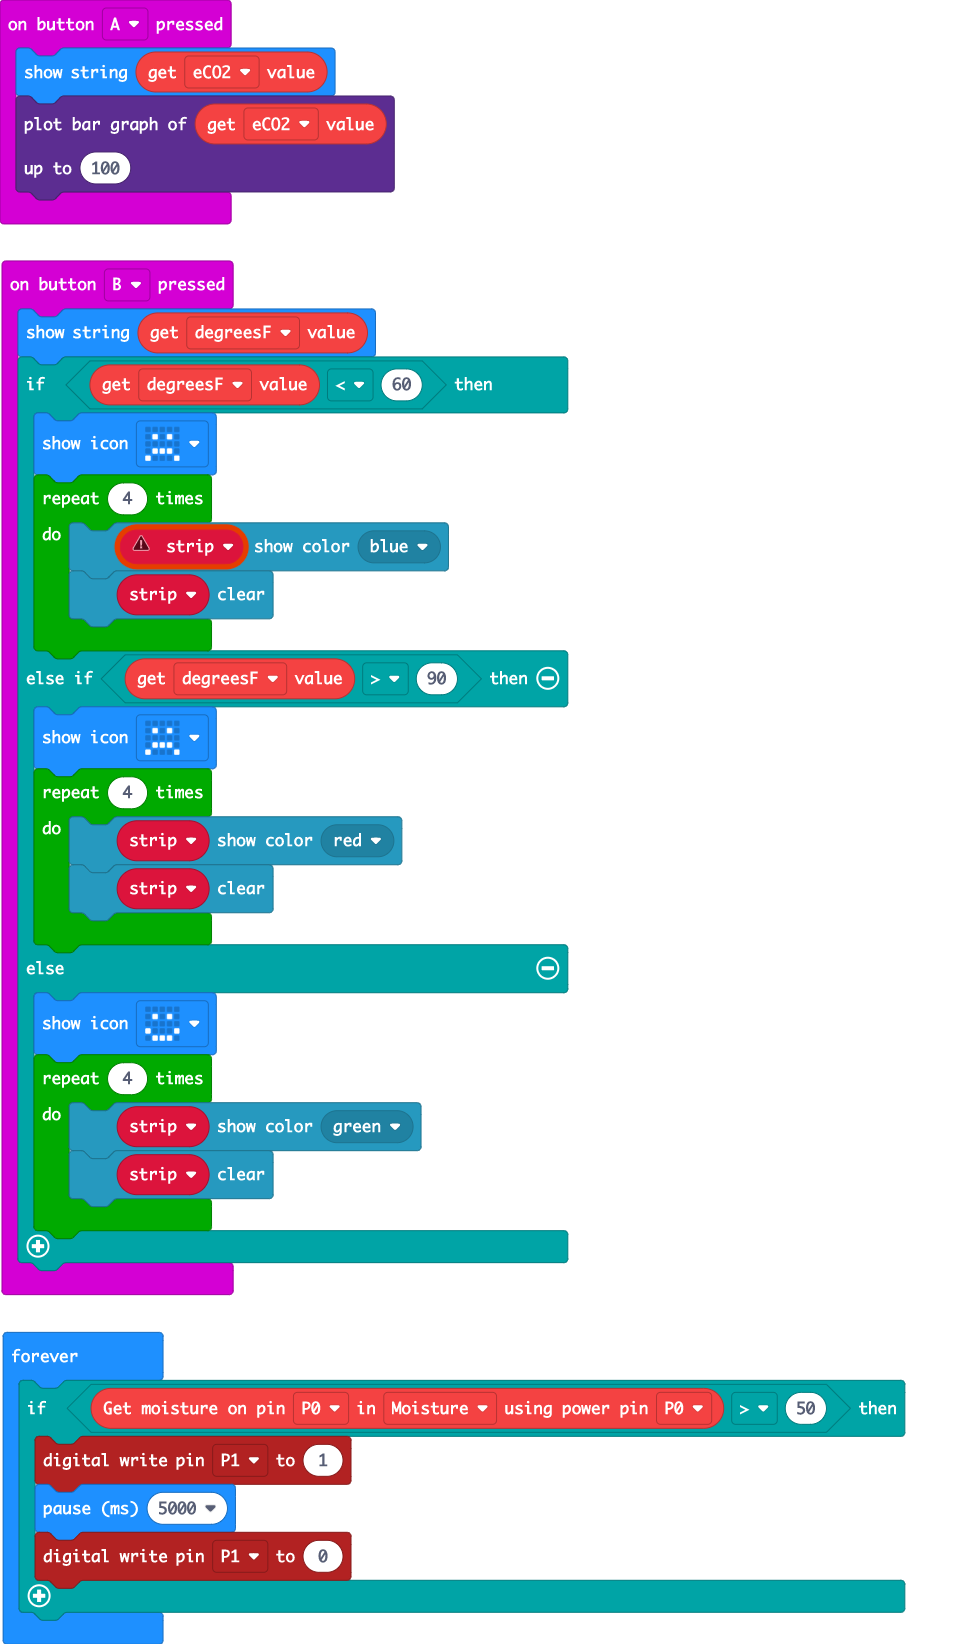 on button A pressed
show string get eCO2 value
plot bar graph of get eCO2 value
up to 100
on button B pressed
show string get degreesF value
if get degreesF value < 60 then
show icon
repeat 4 times
do strip show color blue
strip clear
else if get degreesF value > 90 then
show icon
repeat 4 times
do strip show color red
strip clear
else
show icon
repeat 4 times
do strip show color green
strip clear
forever
if Get moisture on pin P0 in Moisture using power pin P0 > 50 then
digital write pin P1 to 1
pause (ms) 5000
digital write pin P1 to 0